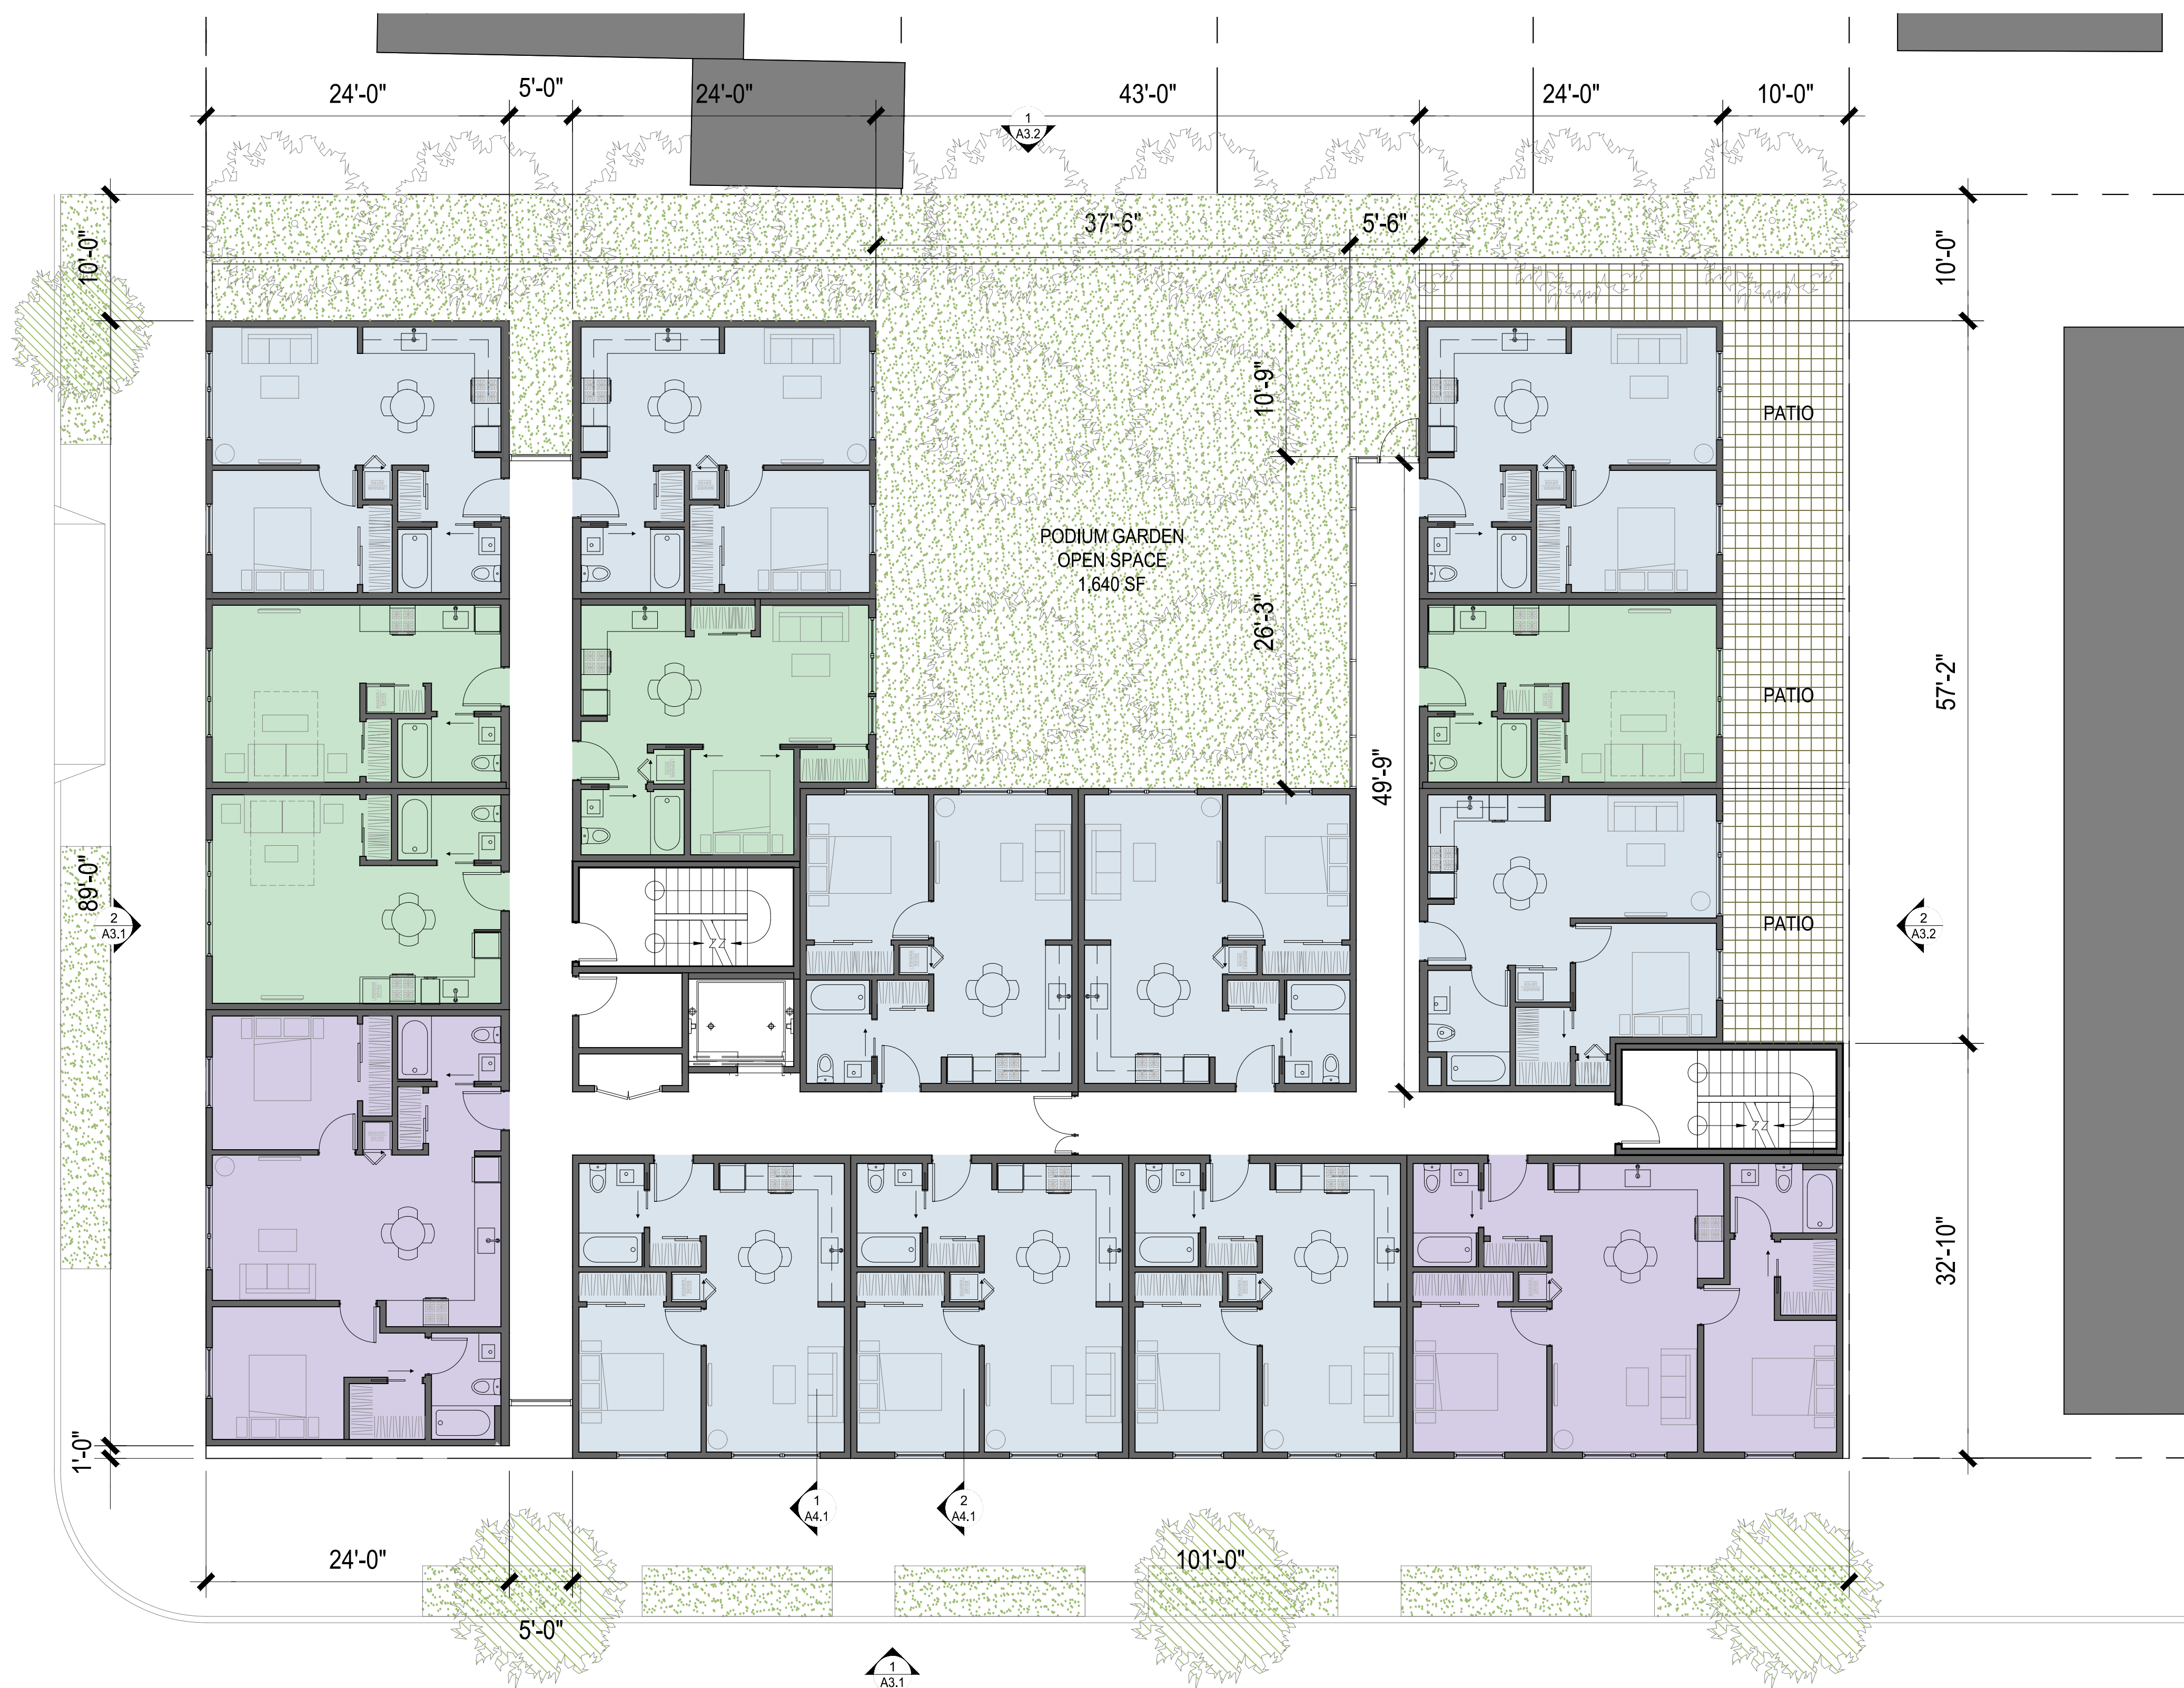 24'-0"
5'-0"
24'-0"
43'-0"
24'-0"
10'-0"
1
A3.2
10'-0"
37'-6"
5'-6"
10'-0"
10'-9"
PATIO
PODIUM GARDEN
OPEN SPACE
1,640 SF
26'-3"
PATIO
57'-2"
49'-9"
89'-0"
PATIO
2
A3.1
2
A3.2
32'-10"
1'-0"
1
A4.1
2
A4.1
24'-0"
101'-0"
5'-0"
1
A3.1